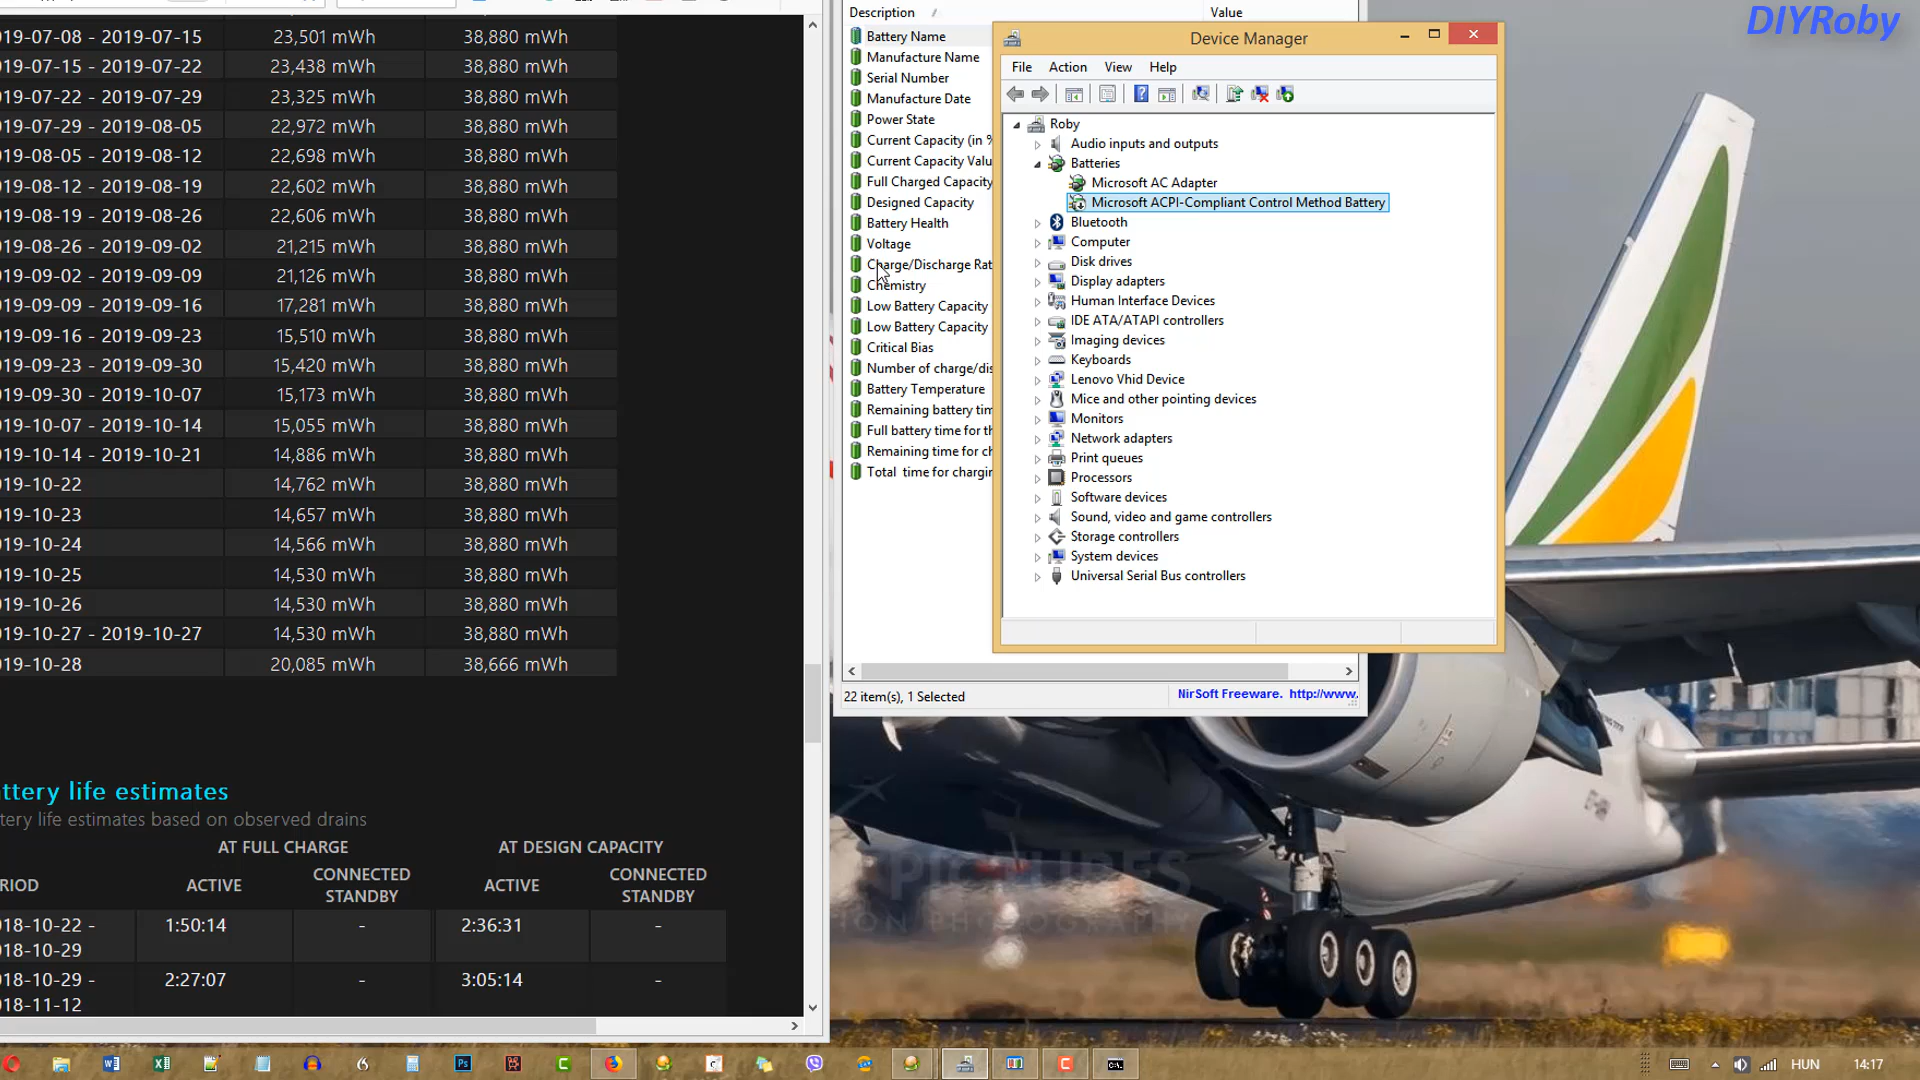 DIYRoby
19-07-08 - 2019-07-15 23,501 mWh 38,880 mWh
19-07-15 - 2019-07-22 23,438 mWh 38,880 mWh
19-07-22 - 2019-07-29 23,325 mWh 38,880 mWh
19-07-29 - 2019-08-05 22,972 mWh 38,880 mWh
19-08-05 - 2019-08-12 22,698 mWh 38,880 mWh
19-08-12 - 2019-08-19 22,602 mWh 38,880 mWh
19-08-19 - 2019-08-26 22,606 mWh 38,880 mWh
19-08-26 - 2019-09-02 21,215 mWh 38,880 mWh
19-09-02 - 2019-09-09 21,126 mWh 38,880 mWh
19-09-09 - 2019-09-16 17,281 mWh 38,880 mWh
19-09-16 - 2019-09-23 15,510 mWh 38,880 mWh
19-09-23 - 2019-09-30 15,420 mWh 38,880 mWh
19-09-30 - 2019-10-07 15,173 mWh 38,880 mWh
19-10-07 - 2019-10-14 15,055 mWh 38,880 mWh
19-10-14 - 2019-10-21 14,886 mWh 38,880 mWh
19-10-22 14,762 mWh 38,880 mWh
19-10-23 14,657 mWh 38,880 mWh
19-10-24 14,566 mWh 38,880 mWh
19-10-25 14,530 mWh 38,880 mWh
19-10-26 14,530 mWh 38,880 mWh
19-10-27 - 2019-10-27 14,530 mWh 38,880 mWh
19-10-28 20,085 mWh 38,666 mWh
ttery life estimates
tery life estimates based on observed drains
AT FULL CHARGE AT DESIGN CAPACITY
RIOD ACTIVE CONNECTED STANDBY ACTIVE CONNECTED STANDBY
018-10-22 - 1:50:14 - 2:36:31 -
018-10-29
018-10-29 - 2:27:07 - 3:05:14 -
018-11-12
Description Value
Battery Name
Manufacture Name
Serial Number
Manufacture Date
Power State
Current Capacity (in %
Current Capacity Valu
Full Charged Capacity
Designed Capacity
Battery Health
Voltage
Charge/Discharge Rat
Chemistry
Low Battery Capacity
Low Battery Capacity
Critical Bias
Number of charge/dis
Battery Temperature
Remaining battery tim
Full battery time for th
Remaining time for ch
Total time for chargin
22 item(s), 1 Selected
NirSoft Freeware. http://www.
Device Manager
File Action View Help
Roby
Audio inputs and outputs
Batteries
Microsoft AC Adapter
Microsoft ACPI-Compliant Control Method Battery
Bluetooth
Computer
Disk drives
Display adapters
Human Interface Devices
IDE ATA/ATAPI controllers
Imaging devices
Keyboards
Lenovo Vhid Device
Mice and other pointing devices
Monitors
Network adapters
Print queues
Processors
Software devices
Sound, video and game controllers
Storage controllers
System devices
Universal Serial Bus controllers
PICTURES
ION PHOTOGRAPHY
HUN 14:17